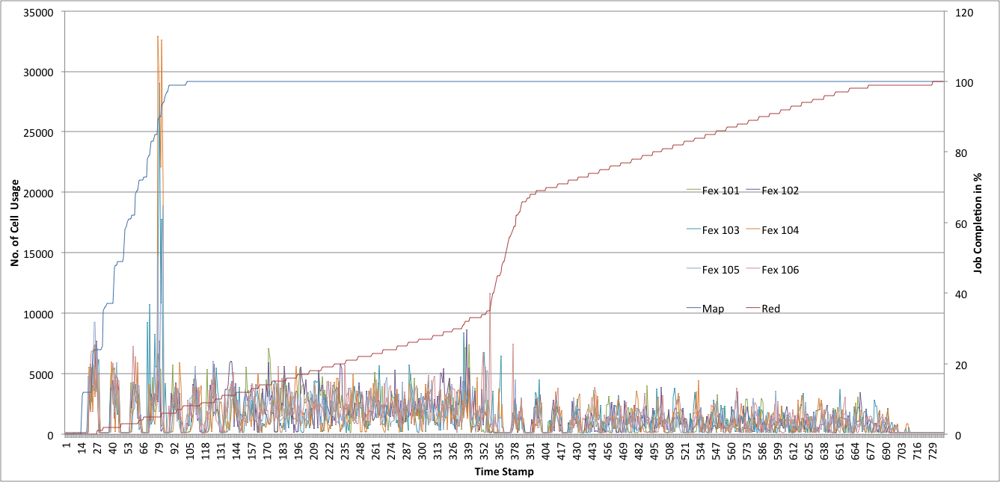 35000
30000
25000
20000
15000
10000
5000
0
No. of Cell Usage
120
100
80
60
40
20
0
Job Completion in %
Fex 101 Fex 102
Fex 103 Fex 104
Fex 105 Fex 106
Map Red
1 14 27 40 53 66 79 92 105 118 131 144 157 170 183 196 209 222 235 248 261 274 287 300 313 326 339 352 365 378 391 404 417 430 443 456 469 482 495 508 521 534 547 560 573 586 599 612 625 638 651 664 677 690 703 716 729
Time Stamp